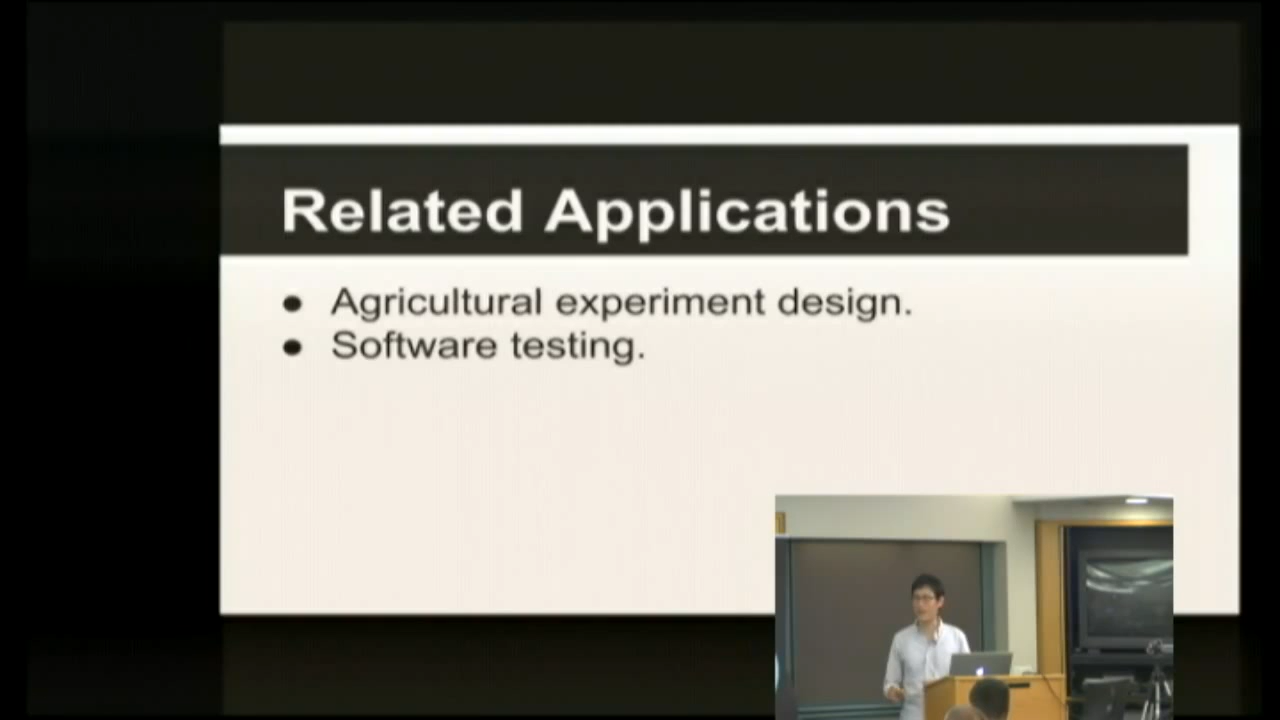 Related Applications
● Agricultural experiment design.
● Software testing.